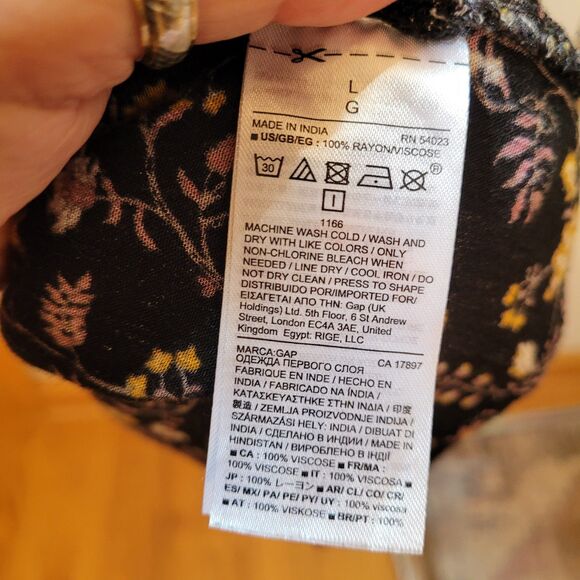 L
G
MADE IN INDIA RN 54023
■ US/GB/EG : 100% RAYON/VISCOSE
30
®
I
1166
MACHINE WASH COLD / WASH AND
DRY WITH LIKE COLORS / ONLY
NON-CHLORINE BLEACH WHEN
NEEDED / LINE DRY / COOL IRON / DO
NOT DRY CLEAN / PRESS TO SHAPE
DISTRIBUIDO POR/IMPORTED FOR/
ΕΙΣΑΓΕΤΑΙ ΑΠΟ ΤΗΝ: Gap (UK
Holdings) Ltd. 5th Floor, 6 St Andrew
Street, London EC4A 3AE, United
Kingdom Egypt: RIGE, LLC
MARCA:GAP CA 17897
ОДЕЖДА ПЕРВОГО СЛОЯ
FABRIQUE EN INDE / HECHO EN
INDIA / FABRICADO NA ÍNDIA /
ΚΑΤΑΣΚΕΥΑΣΤΗΚΕ ΣΤΗΝ ΙΝΔΙΑ / 印度
製造 / ZEMLJA PROIZVODNJE INDIJA /
SZÁRMAZÁSI HELY: INDIA / DIBUAT DI
INDIA / СДЕЛАНО В ИНДИИ / MADE IN
HINDISTAN / ВИРОБЛЕНО В ІНДІЇ
■ CA : 100% VISCOSE ■ FR/MA :
100% VISCOSE ■ IT : 100% VISCOSA ■
JP : 100% レーヨン ■ AR/ CL/ CO/ CR/
ES/ MX/ PA/ PE/ PY/ UY : 100% viscosa
■ AT : 100% VISKOSE ■ BR/PT : 100%